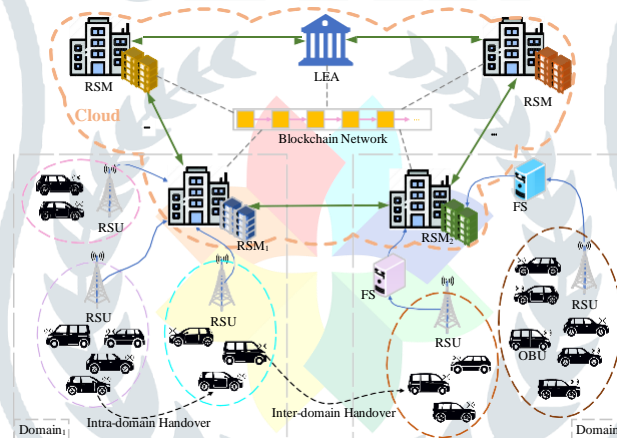 RSM
LEA
RSM
Cloud
...
Blockchain Network
...
...
RSU
RSM₁
RSM₂
FS
RSU
RSU
FS
RSU
RSU
OBU
Intra-domain Handover
Inter-domain Handover
Domain₁
Domain